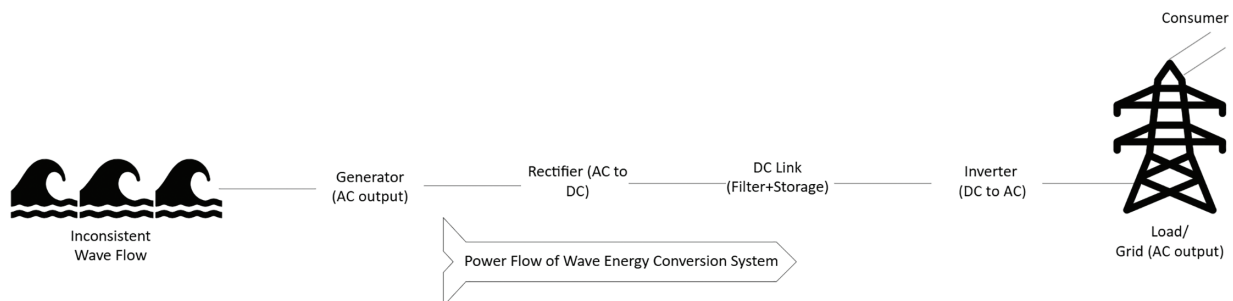 Consumer
Generator
(AC output)
Rectifier (AC to
DC)
DC Link
(Filter+Storage)
Inverter
(DC to AC)
Inconsistent
Wave Flow
Load/
Grid (AC output)
Power Flow of Wave Energy Conversion System